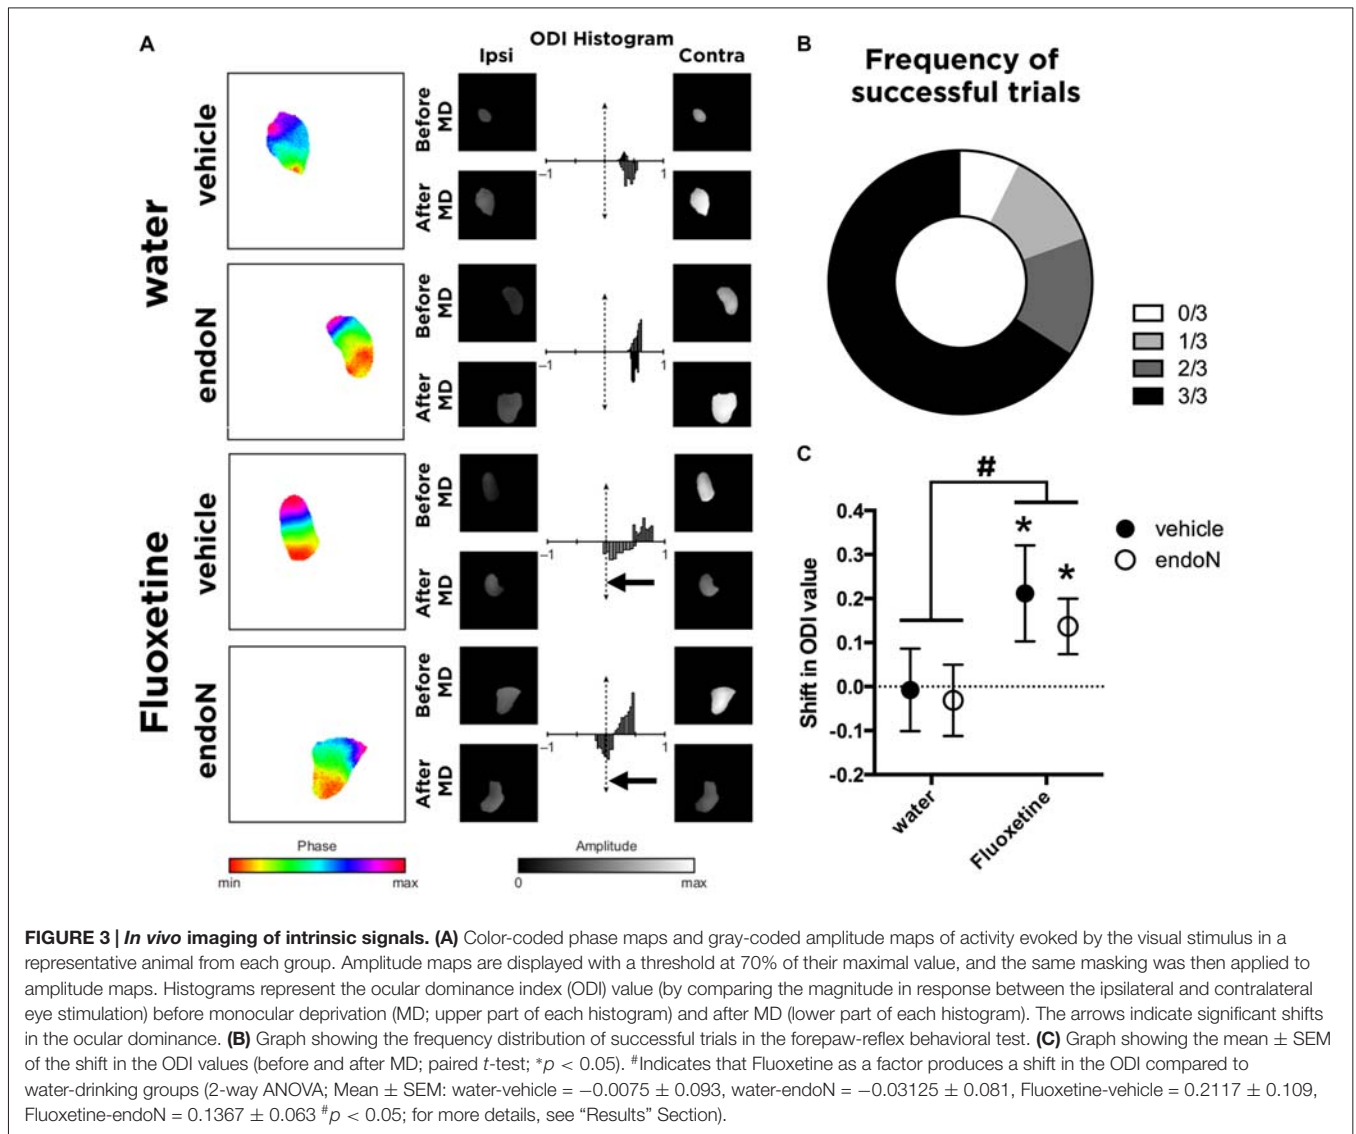 A
ODI Histogram
Ipsi
Contra
water
vehicle
Before
MD
After
MD
-1
1
endoN
Before
MD
After
MD
-1
1
Fluoxetine
vehicle
Before
MD
After
MD
-1
1
endoN
Before
MD
After
MD
-1
1
Phase
min
max
Amplitude
0
max
B
Frequency of
successful trials
0/3
1/3
2/3
3/3
C
#
Shift in ODI value
0.4
0.3
0.2
0.1
0.0
-0.1
-0.2
*
*
vehicle
endoN
water
Fluoxetine
FIGURE 3 | In vivo imaging of intrinsic signals. (A) Color-coded phase maps and gray-coded amplitude maps of activity evoked by the visual stimulus in a
representative animal from each group. Amplitude maps are displayed with a threshold at 70% of their maximal value, and the same masking was then applied to
amplitude maps. Histograms represent the ocular dominance index (ODI) value (by comparing the magnitude in response between the ipsilateral and contralateral
eye stimulation) before monocular deprivation (MD; upper part of each histogram) and after MD (lower part of each histogram). The arrows indicate significant shifts
in the ocular dominance. (B) Graph showing the frequency distribution of successful trials in the forepaw-reflex behavioral test. (C) Graph showing the mean ± SEM
of the shift in the ODI values (before and after MD; paired t-test; *p < 0.05). #Indicates that Fluoxetine as a factor produces a shift in the ODI compared to
water-drinking groups (2-way ANOVA; Mean ± SEM: water-vehicle = −0.0075 ± 0.093, water-endoN = −0.03125 ± 0.081, Fluoxetine-vehicle = 0.2117 ± 0.109,
Fluoxetine-endoN = 0.1367 ± 0.063 #p < 0.05; for more details, see “Results” Section).